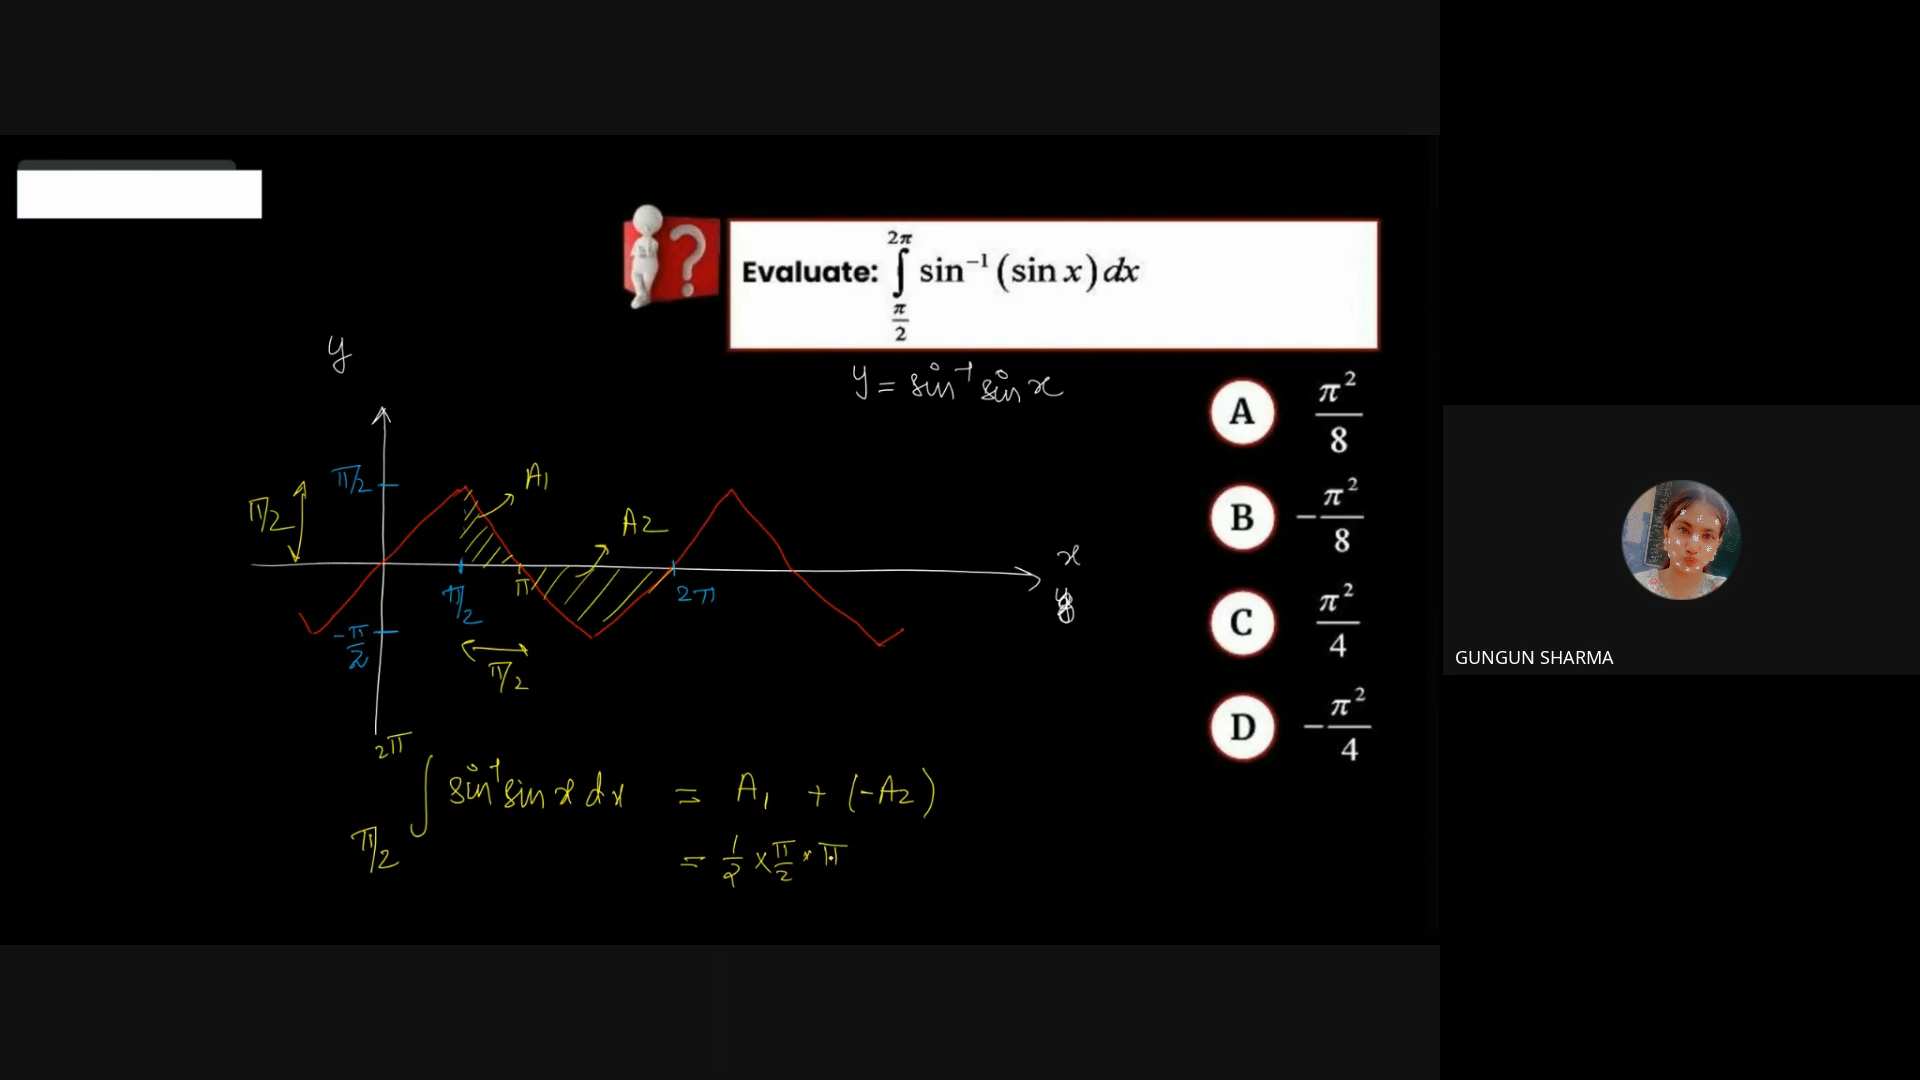 Evaluate: ∫_{π/2}^{2π} sin⁻¹(sin x) dx
y = sin⁻¹ sin x
A π²/8
B -π²/8
C π²/4
D -π²/4
y
π/2
π/2
A₁
A2
x
π/2
π
2π
-π/2
π/2
∫_{π/2}^{2π} sin⁻¹ sin x dx = A₁ + (-A₂)
= 1/2 × π/2 × π
GUNGUN SHARMA